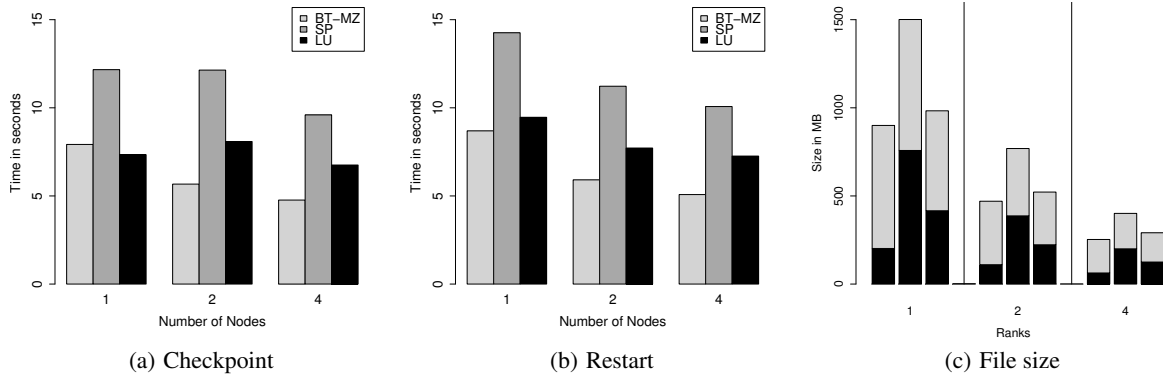 Time in seconds
15
10
5
0
BT−MZ
SP
LU
1 2 4
Number of Nodes
(a) Checkpoint
Time in seconds
15
10
5
0
BT−MZ
SP
LU
1 2 4
Number of Nodes
(b) Restart
Size in MB
1500
1000
500
0
1 2 4
Ranks
(c) File size